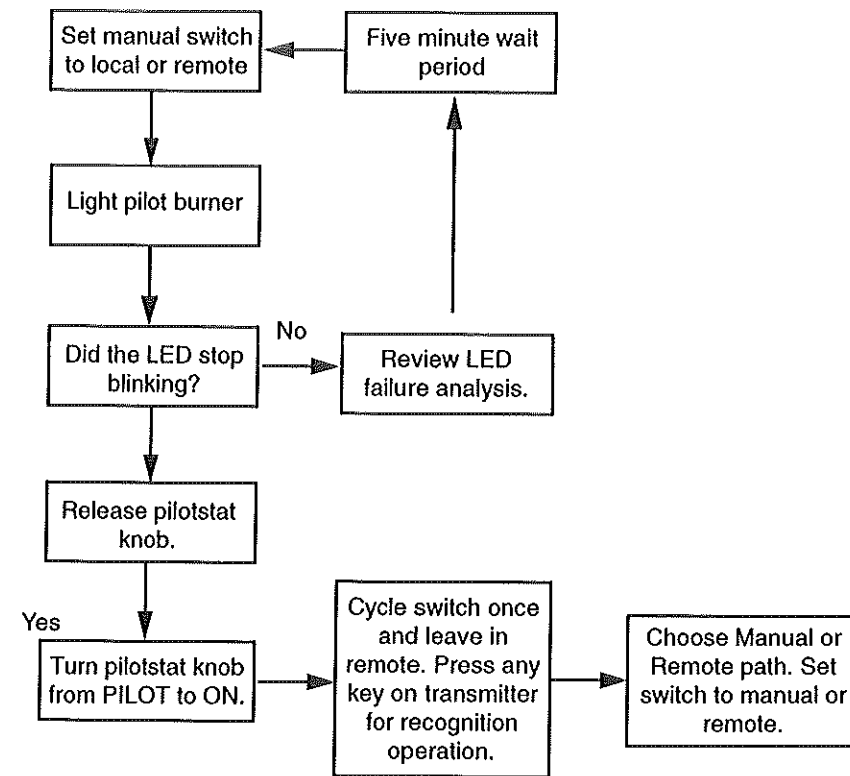 Set manual switch
to local or remote
Five minute wait
period
Light pilot burner
Did the LED stop
blinking?
No
Review LED
failure analysis.
Release pilotstat
knob.
Yes
Turn pilotstat knob
from PILOT to ON.
Cycle switch once
and leave in
remote. Press any
key on transmitter
for recognition
operation.
Choose Manual or
Remote path. Set
switch to manual or
remote.